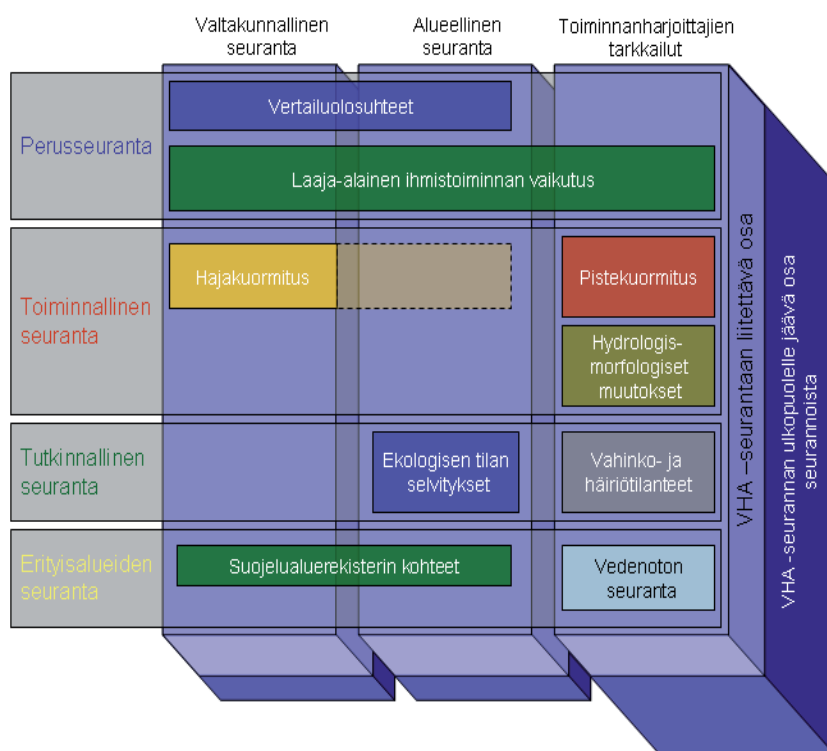 Valtakunnallinen
seuranta
Alueellinen
seuranta
Toiminnanharjoittajien
tarkkailut
Perusseuranta
Vertailuolosuhteet
Laaja-alainen ihmistoiminnan vaikutus
Toiminnallinen
seuranta
Hajakuormitus
Pistekuormitus
Hydrologis-
morfologiset
muutokset
Tutkinnallinen
seuranta
Ekologisen tilan
selvitykset
Vahinko- ja
häiriötilanteet
Erityisalueiden
seuranta
Suojelualuerekisterin kohteet
Vedenoton
seuranta
VHA –seurantaan liitettävä osa
VHA -seurannan ulkopuolelle jäävä osa
seurannoista